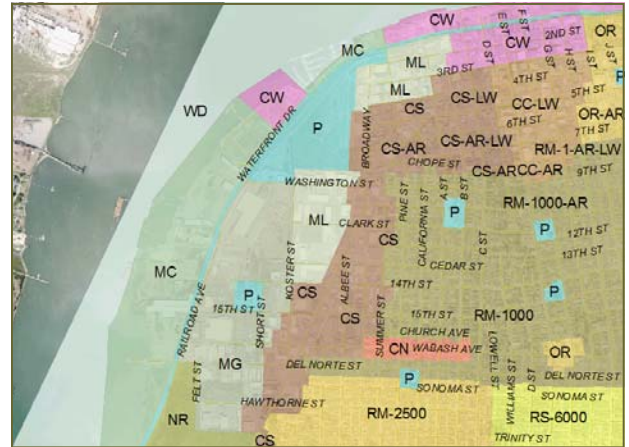 CW
E ST
F ST
2ND ST
OR
MC
D ST
CW
G ST
H ST
I ST
J ST
ML
3RD ST
4TH ST
P
WD
CW
ML
CS-LW
CC-LW
5TH ST
WATERFRONT DR
CS
6TH ST
OR-AR
P
BROADWAY
7TH ST
CS-AR
CS-AR-LW
RM-1-AR-LW
CHOPE ST
CS-AR
CC-AR
9TH ST
WASHINGTON ST
A ST
B ST
RM-1000-AR
ML
CLARK ST
PINE ST
CALIFORNIA ST
P
P
CS
C ST
12TH ST
13TH ST
MC
KOSTER ST
ALBEE ST
CEDAR ST
RAILROAD AVE
P
CS
14TH ST
P
15TH ST
SHORT ST
CS
SUMMER ST
15TH ST
RM-1000
CHURCH AVE
CN
WABASH AVE
LOWELL ST
OR
MG
DEL NORTE ST
WILLIAMS ST
D ST
DEL NORTE ST
FELT ST
P
SONOMA ST
SONOMA ST
NR
HAWTHORNE ST
RM-2500
RS-6000
CS
TRINITY ST